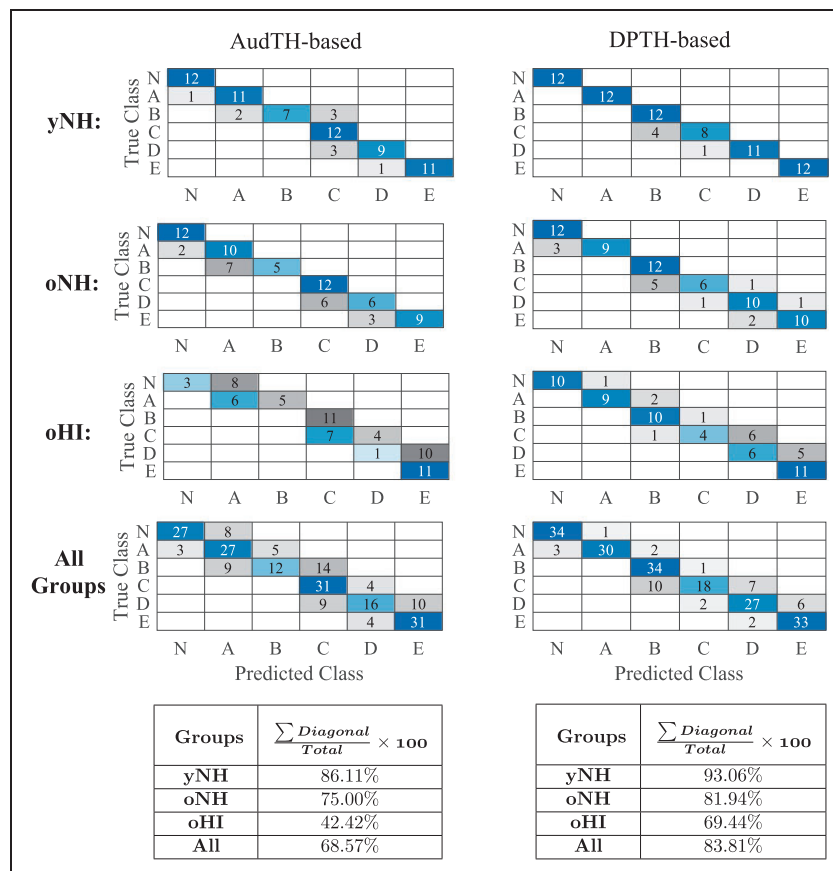 AudTH-based DPTH-based
yNH:
True Class
N 12
A 1 11
B 2 7 3
C 12
D 3 9
E 1 11
N A B C D E
N 12
A 12
B 12
C 4 8
D 1 11
E 12
N A B C D E
oNH:
True Class
N 12
A 2 10
B 7 5
C 12
D 6 6
E 3 9
N A B C D E
True Class
N 12
A 3 9
B 12
C 5 6 1
D 1 10 1
E 2 10
N A B C D E
oHI:
True Class
N 3 8
A 6 5
B 11
C 7 4
D 1 10
E 11
N A B C D E
True Class
N 10 1
A 9 2
B 10 1
C 1 4 6
D 6 5
E 11
N A B C D E
All
Groups
True Class
N 27 8
A 3 27 5
B 9 12 14
C 31 4
D 9 16 10
E 4 31
N A B C D E
Predicted Class
True Class
N 34 1
A 3 30 2
B 34 1
C 10 18 7
D 2 27 6
E 2 33
N A B C D E
Predicted Class
Groups ∑ Diagonal / Total × 100
yNH 86.11%
oNH 75.00%
oHI 42.42%
All 68.57%
Groups ∑ Diagonal / Total × 100
yNH 93.06%
oNH 81.94%
oHI 69.44%
All 83.81%